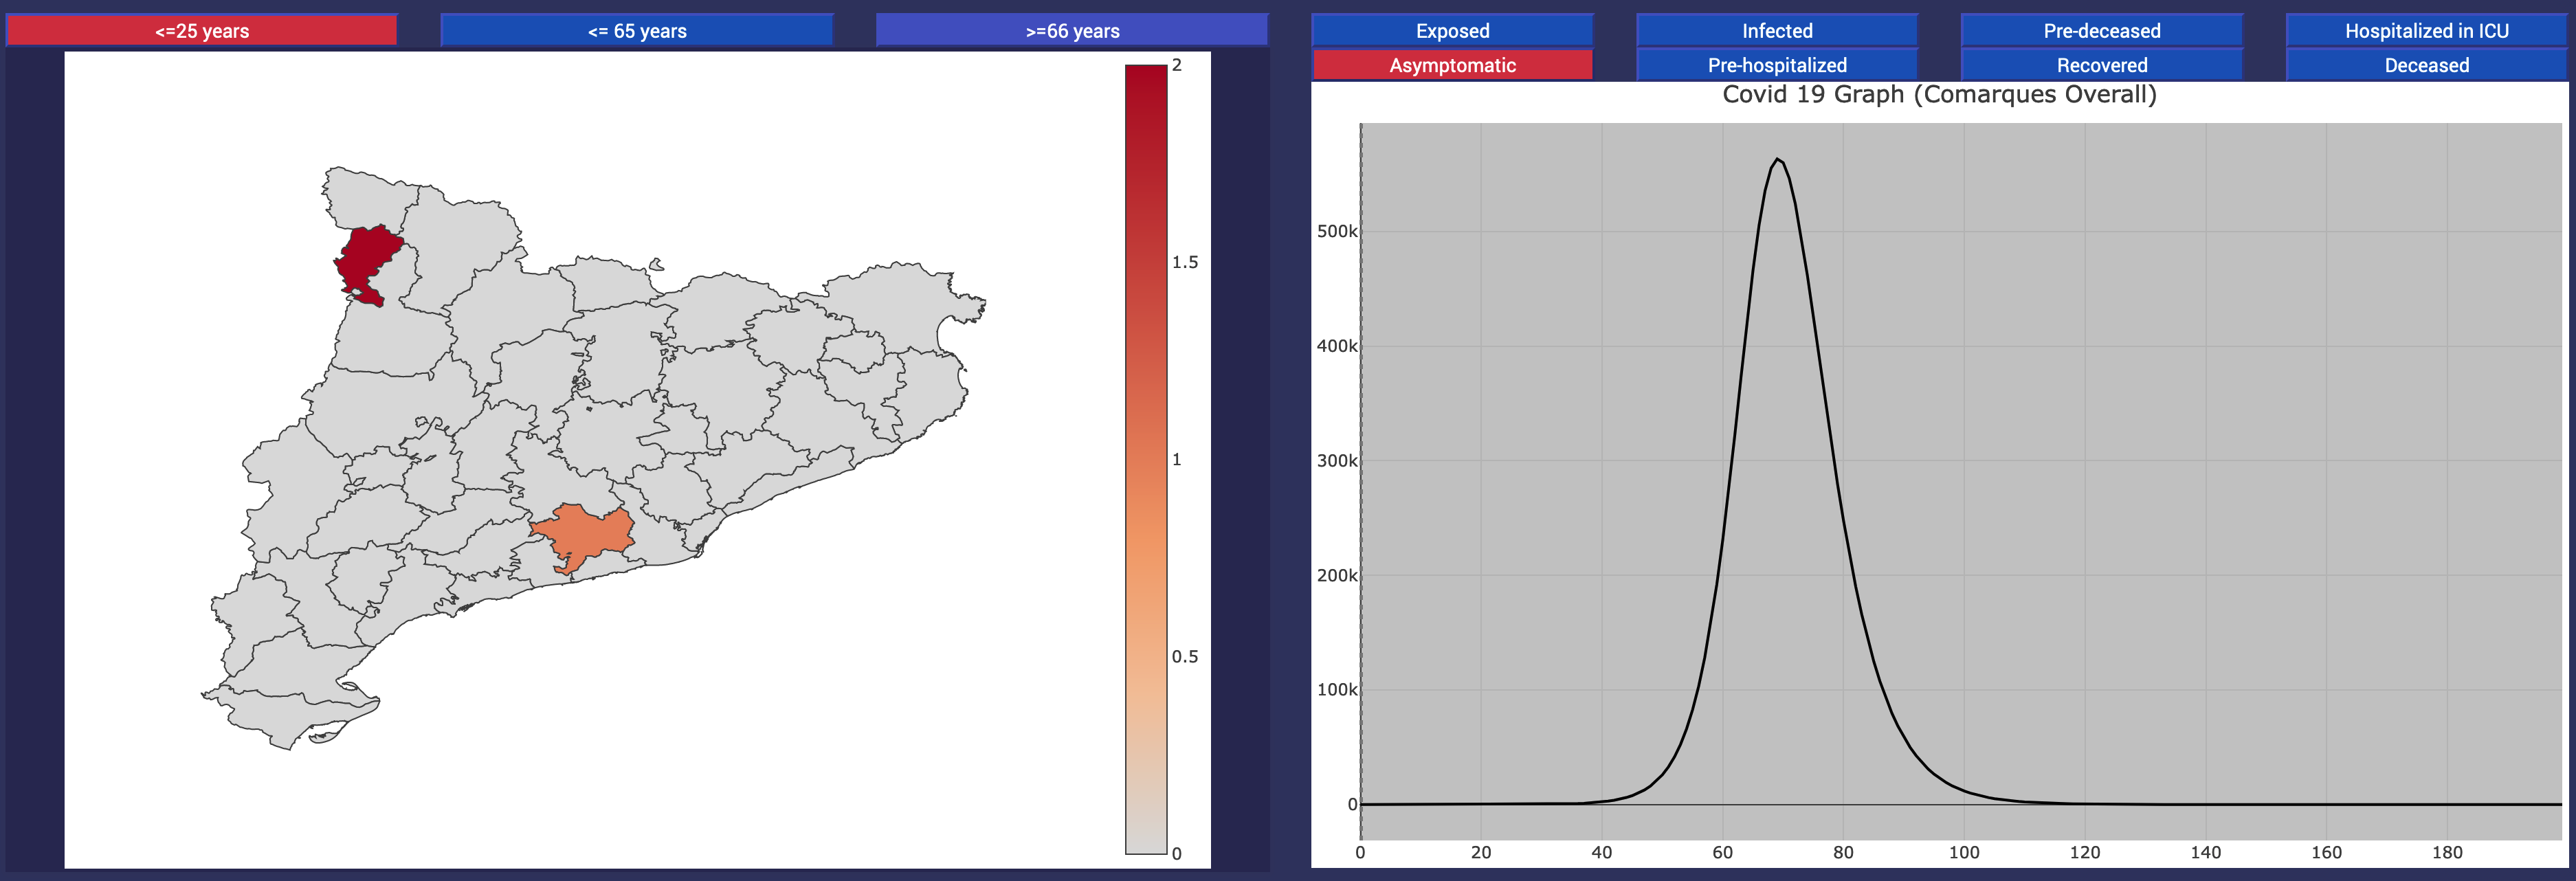 <=25 years
<= 65 years
>=66 years
2
1.5
1
0.5
0
Exposed
Infected
Pre-deceased
Hospitalized in ICU
Asymptomatic
Pre-hospitalized
Recovered
Deceased
Covid 19 Graph (Comarques Overall)
500k
400k
300k
200k
100k
0
0 20 40 60 80 100 120 140 160 180